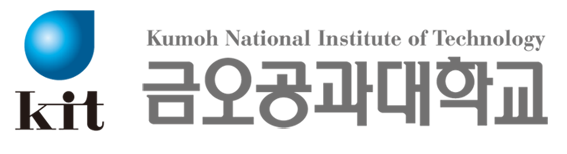 kit
Kumoh National Institute of Technology
금오공과대학교